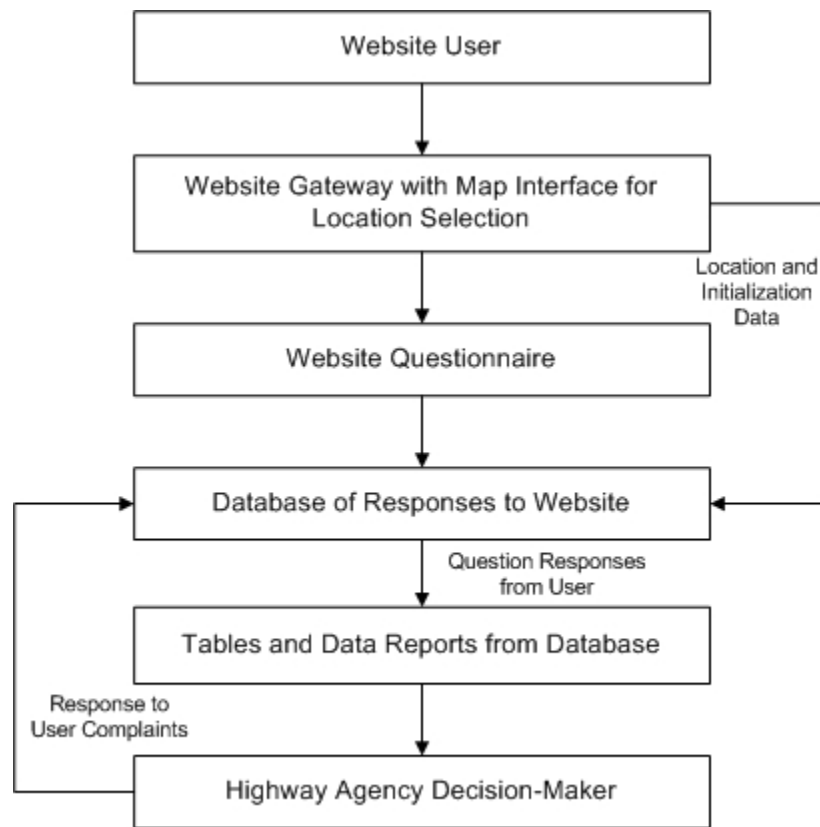 Website User
Website Gateway with Map Interface for
Location Selection
Location and
Initialization
Data
Website Questionnaire
Database of Responses to Website
Question Responses
from User
Tables and Data Reports from Database
Response to
User Complaints
Highway Agency Decision-Maker